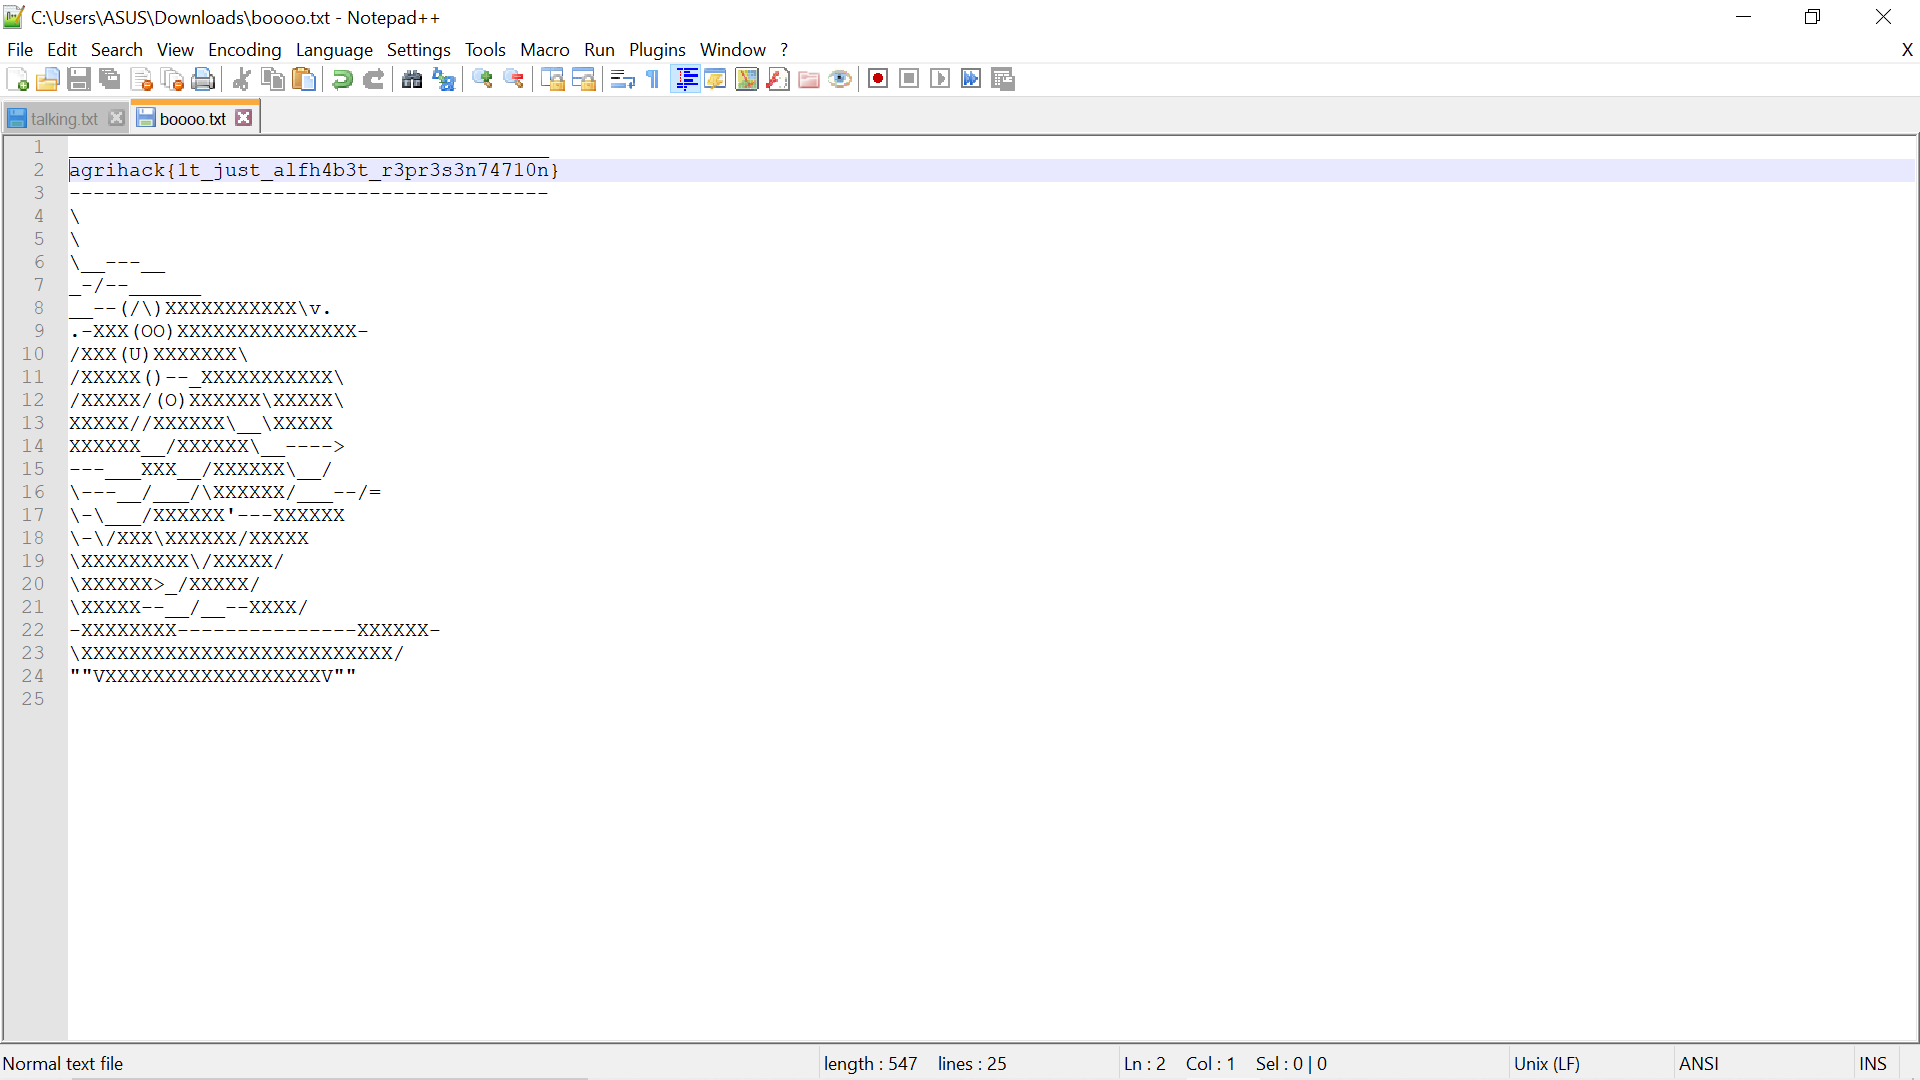 C:\Users\ASUS\Downloads\boooo.txt - Notepad++
File Edit Search View Encoding Language Settings Tools Macro Run Plugins Window ? X
talking.txt boooo.txt
1 ________________________________________
2 agrihack{1t_just_alfh4b3t_r3pr3s3n74710n}
3 ----------------------------------------
4 \
5 \
6 \__---__
7 _-/--______
8 __--(/\)XXXXXXXXXXX\v.
9 .-XXX(OO)XXXXXXXXXXXXXXX-
10 /XXX(U)XXXXXXX\
11 /XXXXX()--_XXXXXXXXXXX\
12 /XXXXX/(O)XXXXXX\XXXXX\
13 XXXXX//XXXXXX\__\XXXXX
14 XXXXXX__/XXXXXX\__---->
15 ---___XXX__/XXXXXX\__/
16 \---__/___/\XXXXXX/___--/=
17 \-\___/XXXXXX'---XXXXXX
18 \-\/XXX\XXXXXX/XXXXX
19 \XXXXXXXXX\/XXXXX/
20 \XXXXXX>_/XXXXX/
21 \XXXXX--__/__--XXXX/
22 -XXXXXXXX---------------XXXXXX-
23 \XXXXXXXXXXXXXXXXXXXXXXXXXX/
24 ""VXXXXXXXXXXXXXXXXXXV""
25
Normal text file length : 547 lines : 25 Ln : 2 Col : 1 Sel : 0 | 0 Unix (LF) ANSI INS